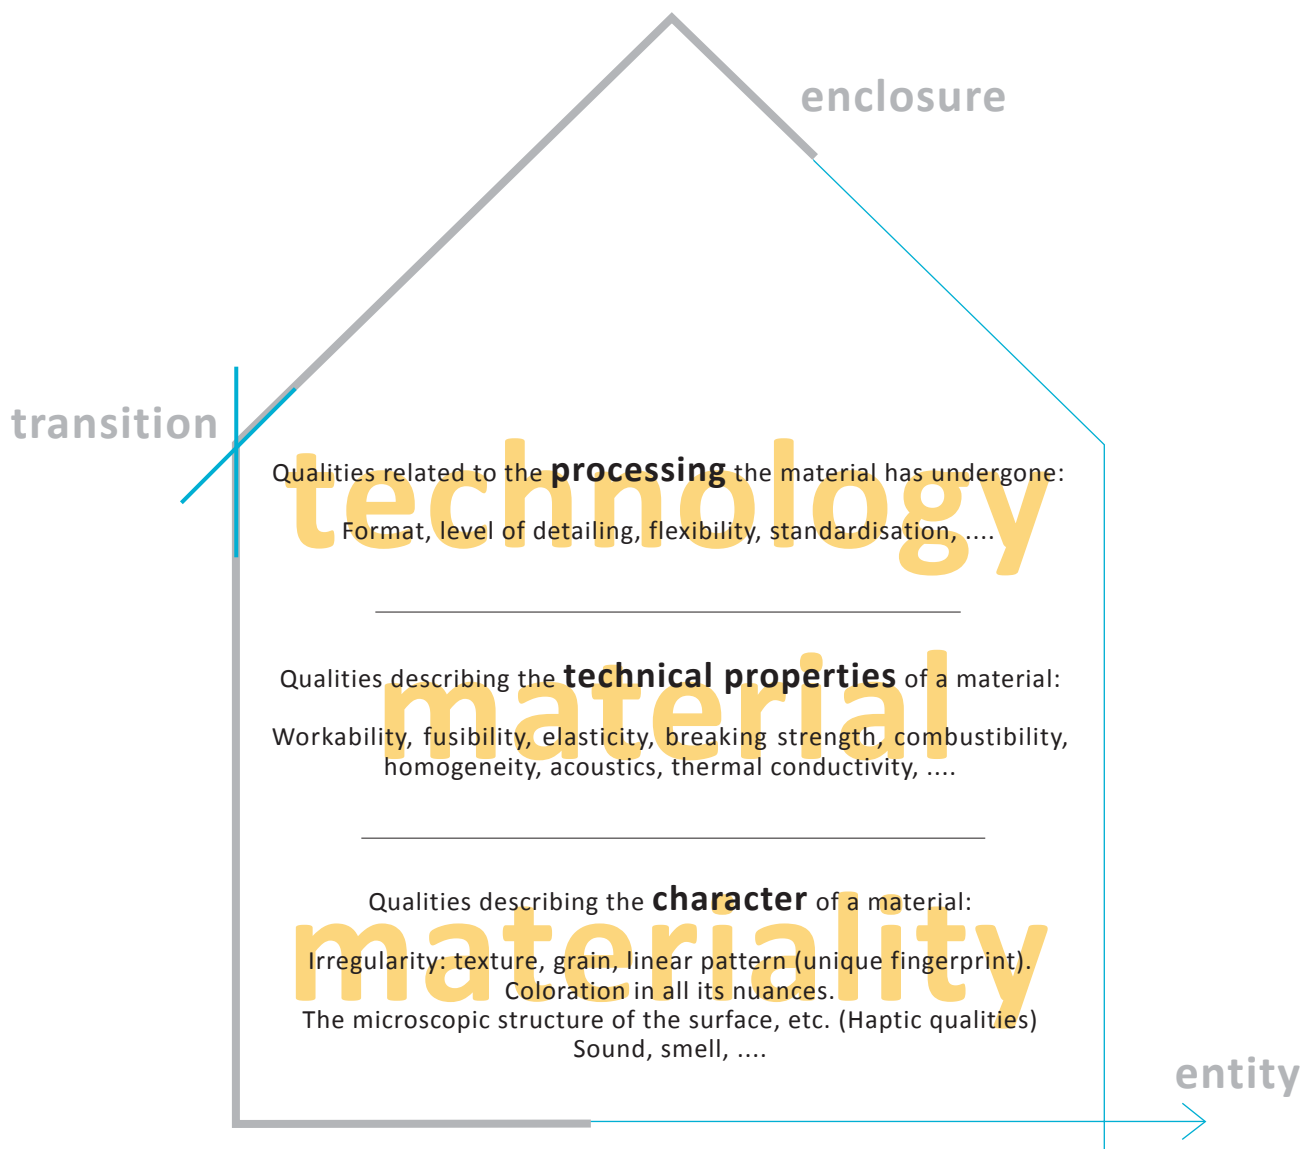 enclosure
transition
technology
Qualities related to the processing the material has undergone:
Format, level of detailing, flexibility, standardisation, ....
material
Qualities describing the technical properties of a material:
Workability, fusibility, elasticity, breaking strength, combustibility,
homogeneity, acoustics, thermal conductivity, ....
materiality
Qualities describing the character of a material:
Irregularity: texture, grain, linear pattern (unique fingerprint).
Coloration in all its nuances.
The microscopic structure of the surface, etc. (Haptic qualities)
Sound, smell, ....
entity